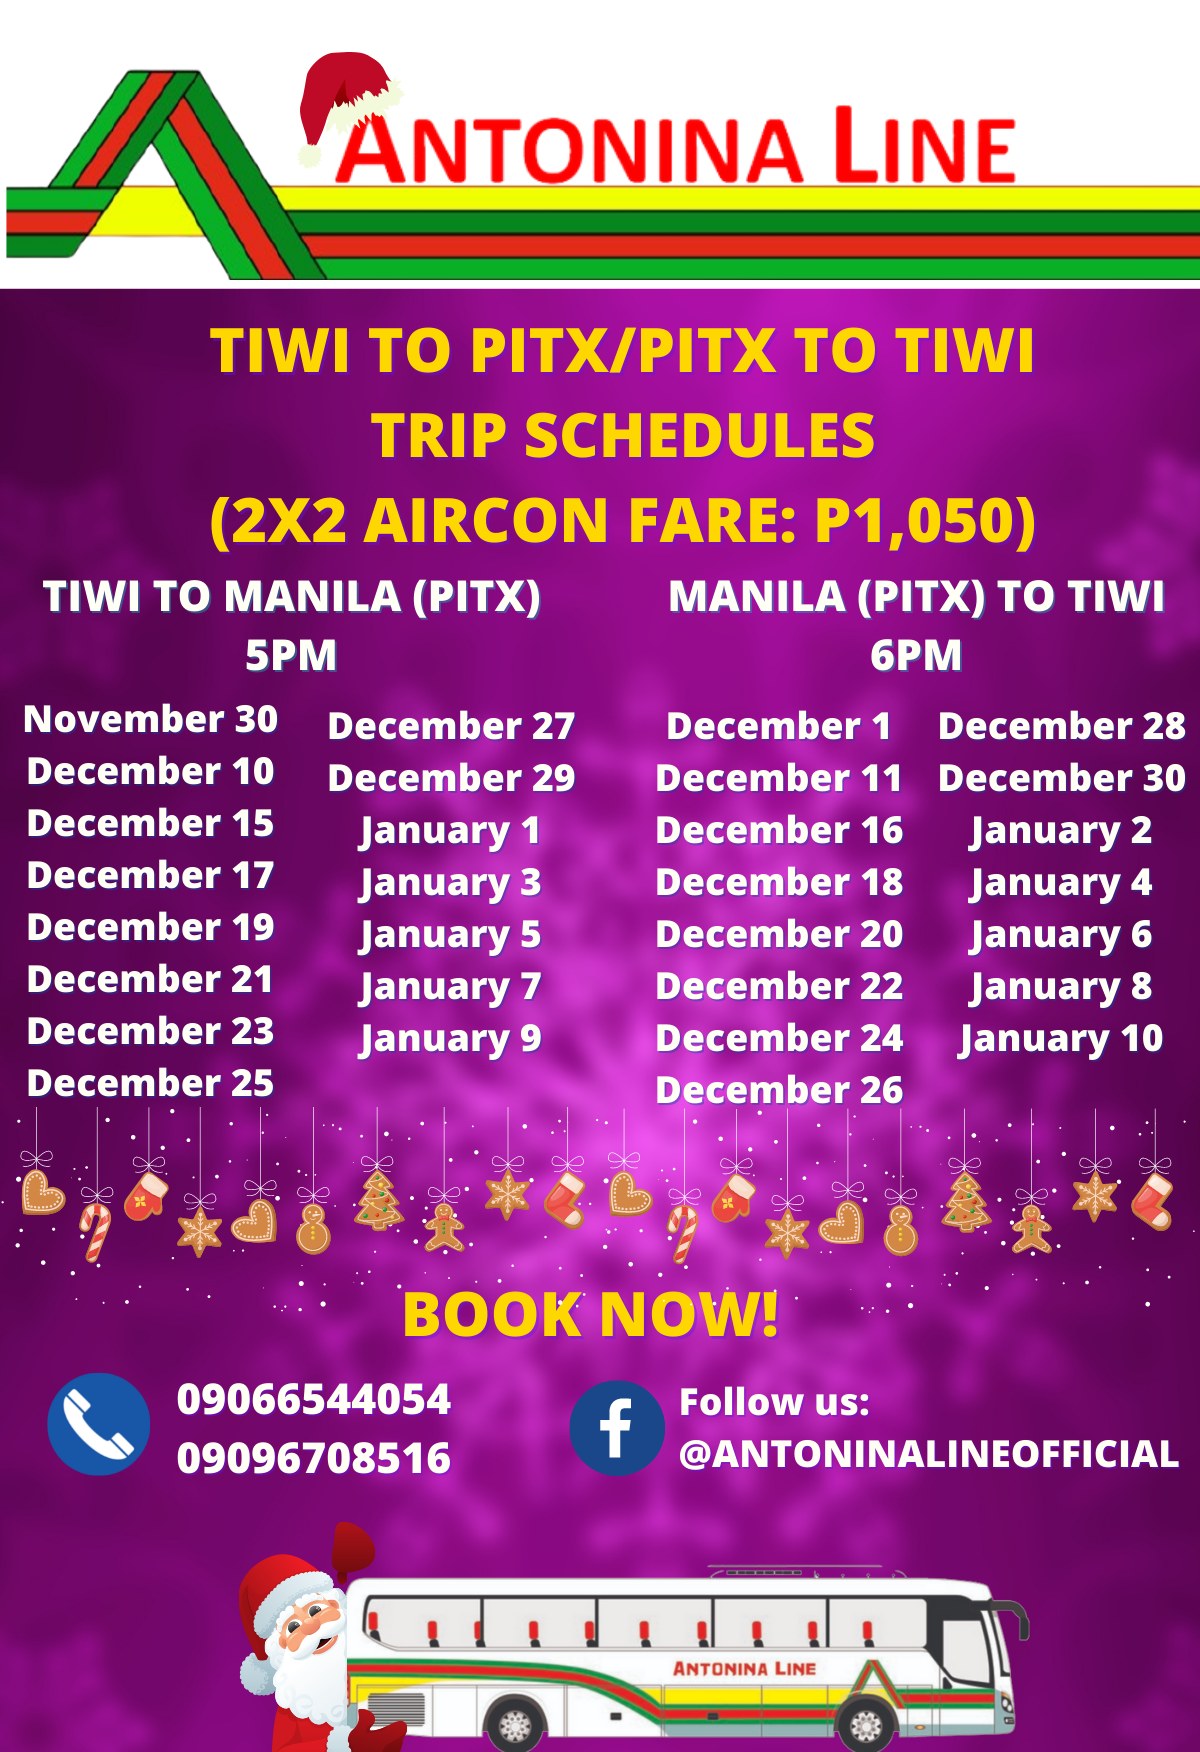 ANTONINA LINE
TIWI TO PITX/PITX TO TIWI
TRIP SCHEDULES
(2X2 AIRCON FARE: P1,050)
TIWI TO MANILA (PITX)
5PM
November 30
December 10
December 15
December 17
December 19
December 21
December 23
December 25
December 27
December 29
January 1
January 3
January 5
January 7
January 9
MANILA (PITX) TO TIWI
6PM
December 1
December 11
December 16
December 18
December 20
December 22
December 24
December 26
December 28
December 30
January 2
January 4
January 6
January 8
January 10
BOOK NOW!
09066544054
09096708516
Follow us:
@ANTONINALINEOFFICIAL
ANTONINA LINE